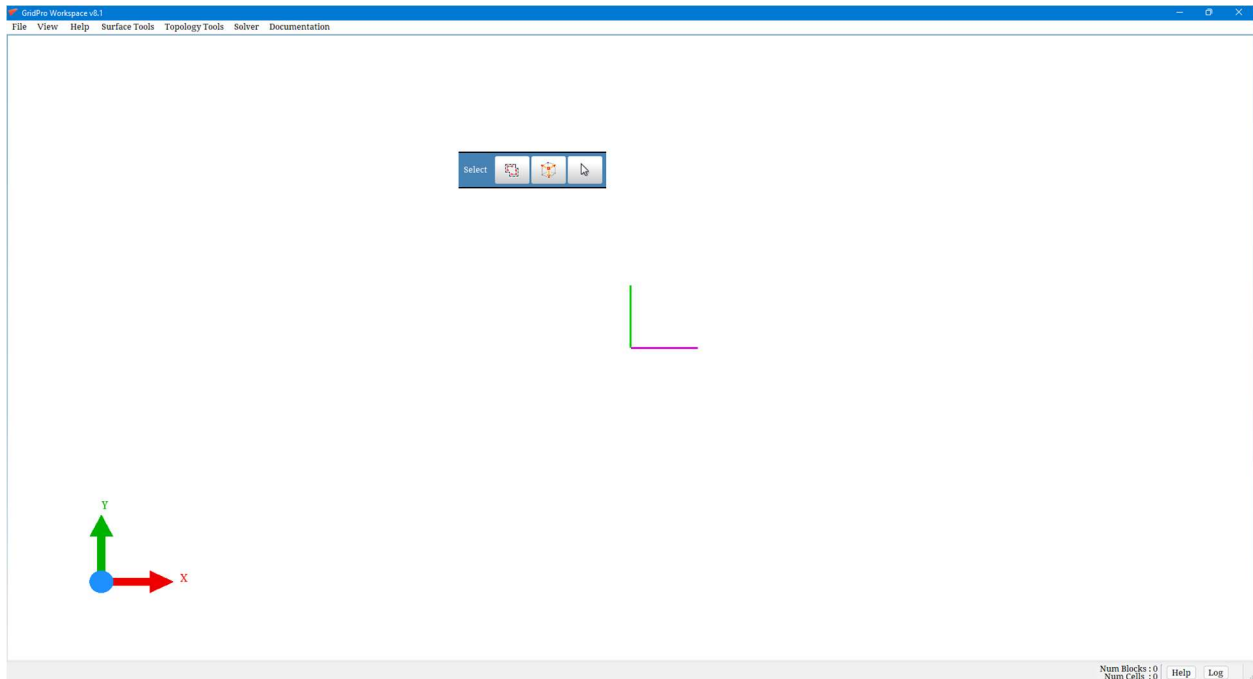 GridPro Workspace v8.1
File View Help Surface Tools Topology Tools Solver Documentation
Select
Y
X
Num Blocks : 0
Num Cells : 0
Help Log